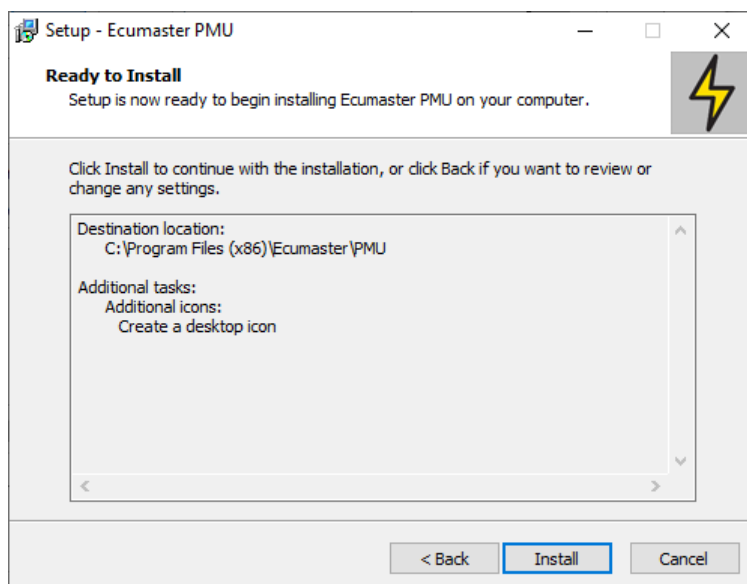 Setup - Ecumaster PMU
Ready to Install
Setup is now ready to begin installing Ecumaster PMU on your computer.
Click Install to continue with the installation, or click Back if you want to review or
change any settings.
Destination location:
C:\Program Files (x86)\Ecumaster\PMU
Additional tasks:
Additional icons:
Create a desktop icon
< Back
Install
Cancel